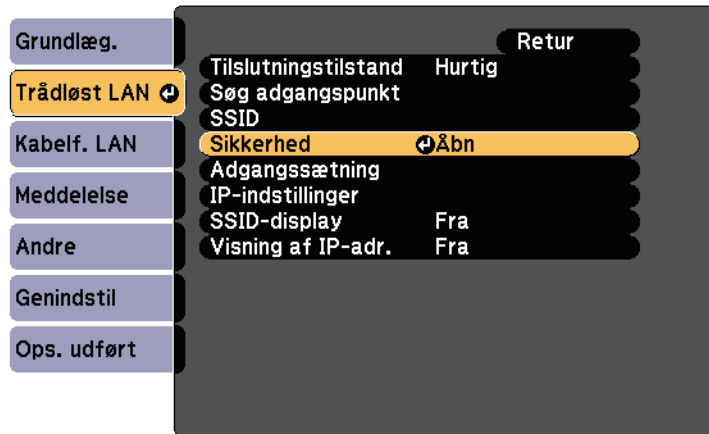 Grundlæg.
Trådløst LAN
Kabelf. LAN
Meddelelse
Andre
Genindstil
Ops. udført
Retur
Tilslutningstilstand Hurtig
Søg adgangspunkt
SSID
Sikkerhed Åbn
Adgangssætning
IP-indstillinger
SSID-display Fra
Visning af IP-adr. Fra